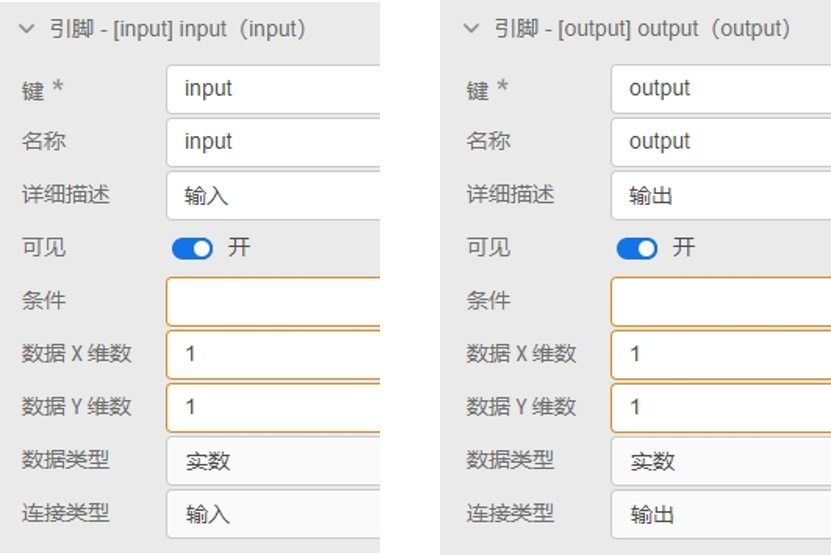 引脚 - [input] input（input）
键 * input
名称 input
详细描述 输入
可见 开
条件
数据 X 维数 1
数据 Y 维数 1
数据类型 实数
连接类型 输入
引脚 - [output] output（output）
键 * output
名称 output
详细描述 输出
可见 开
条件
数据 X 维数 1
数据 Y 维数 1
数据类型 实数
连接类型 输出